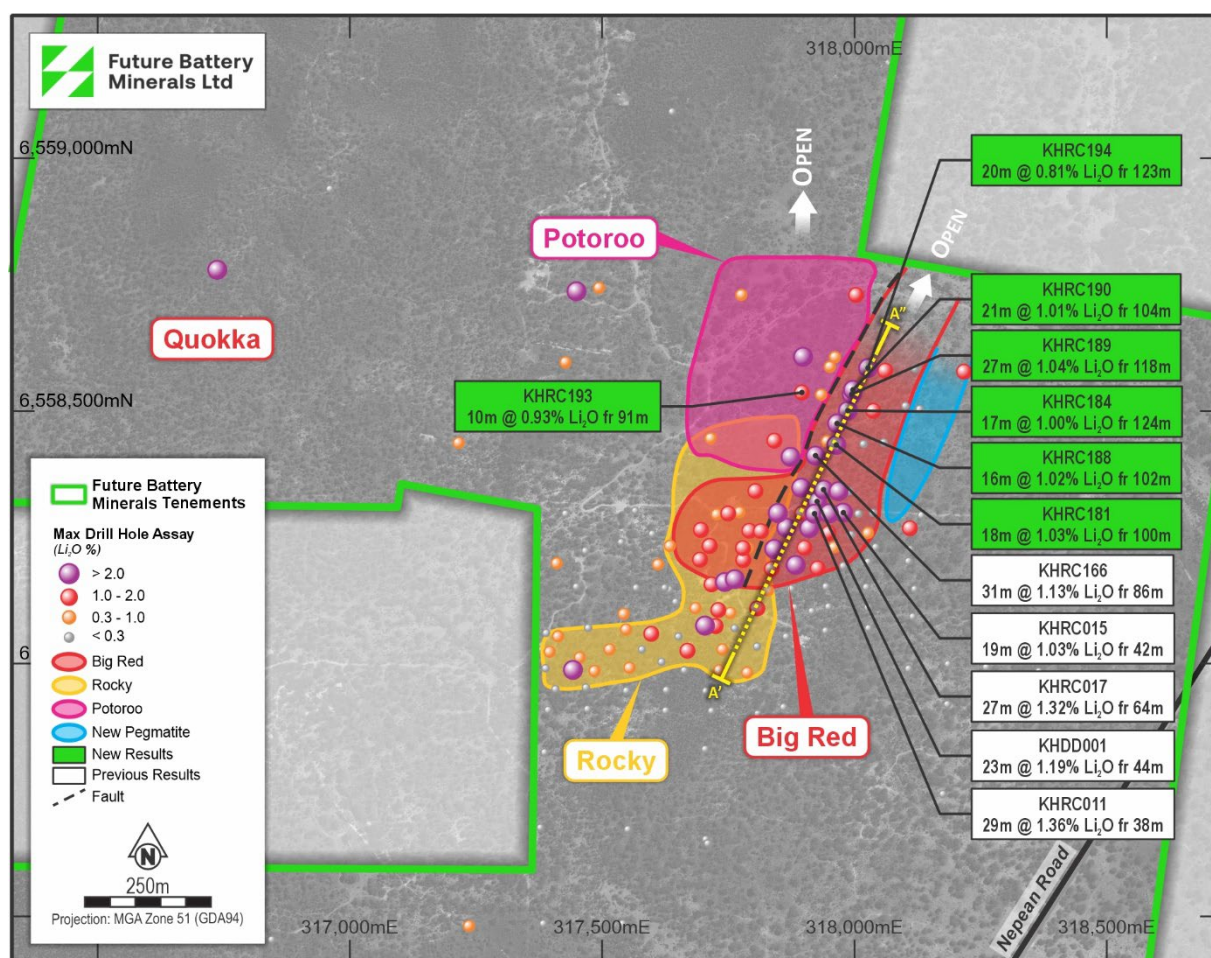 Future Battery
Minerals Ltd
318,000mE
6,559,000mN
OPEN
OPEN
KHRC194
20m @ 0.81% Li₂O fr 123m
Potoroo
Quokka
KHRC190
21m @ 1.01% Li₂O fr 104m
A"
KHRC189
27m @ 1.04% Li₂O fr 118m
KHRC193
10m @ 0.93% Li₂O fr 91m
6,558,500mN
KHRC184
17m @ 1.00% Li₂O fr 124m
KHRC188
16m @ 1.02% Li₂O fr 102m
KHRC181
18m @ 1.03% Li₂O fr 100m
KHRC166
31m @ 1.13% Li₂O fr 86m
KHRC015
19m @ 1.03% Li₂O fr 42m
KHRC017
27m @ 1.32% Li₂O fr 64m
KHDD001
23m @ 1.19% Li₂O fr 44m
KHRC011
29m @ 1.36% Li₂O fr 38m
6
A'
Big Red
Rocky
Nepean Road
Future Battery
Minerals Tenements
Max Drill Hole Assay
(Li₂O %)
> 2.0
1.0 - 2.0
0.3 - 1.0
< 0.3
Big Red
Rocky
Potoroo
New Pegmatite
New Results
Previous Results
Fault
N
250m
Projection: MGA Zone 51 (GDA94)
317,000mE
317,500mE
318,000mE
318,500mE